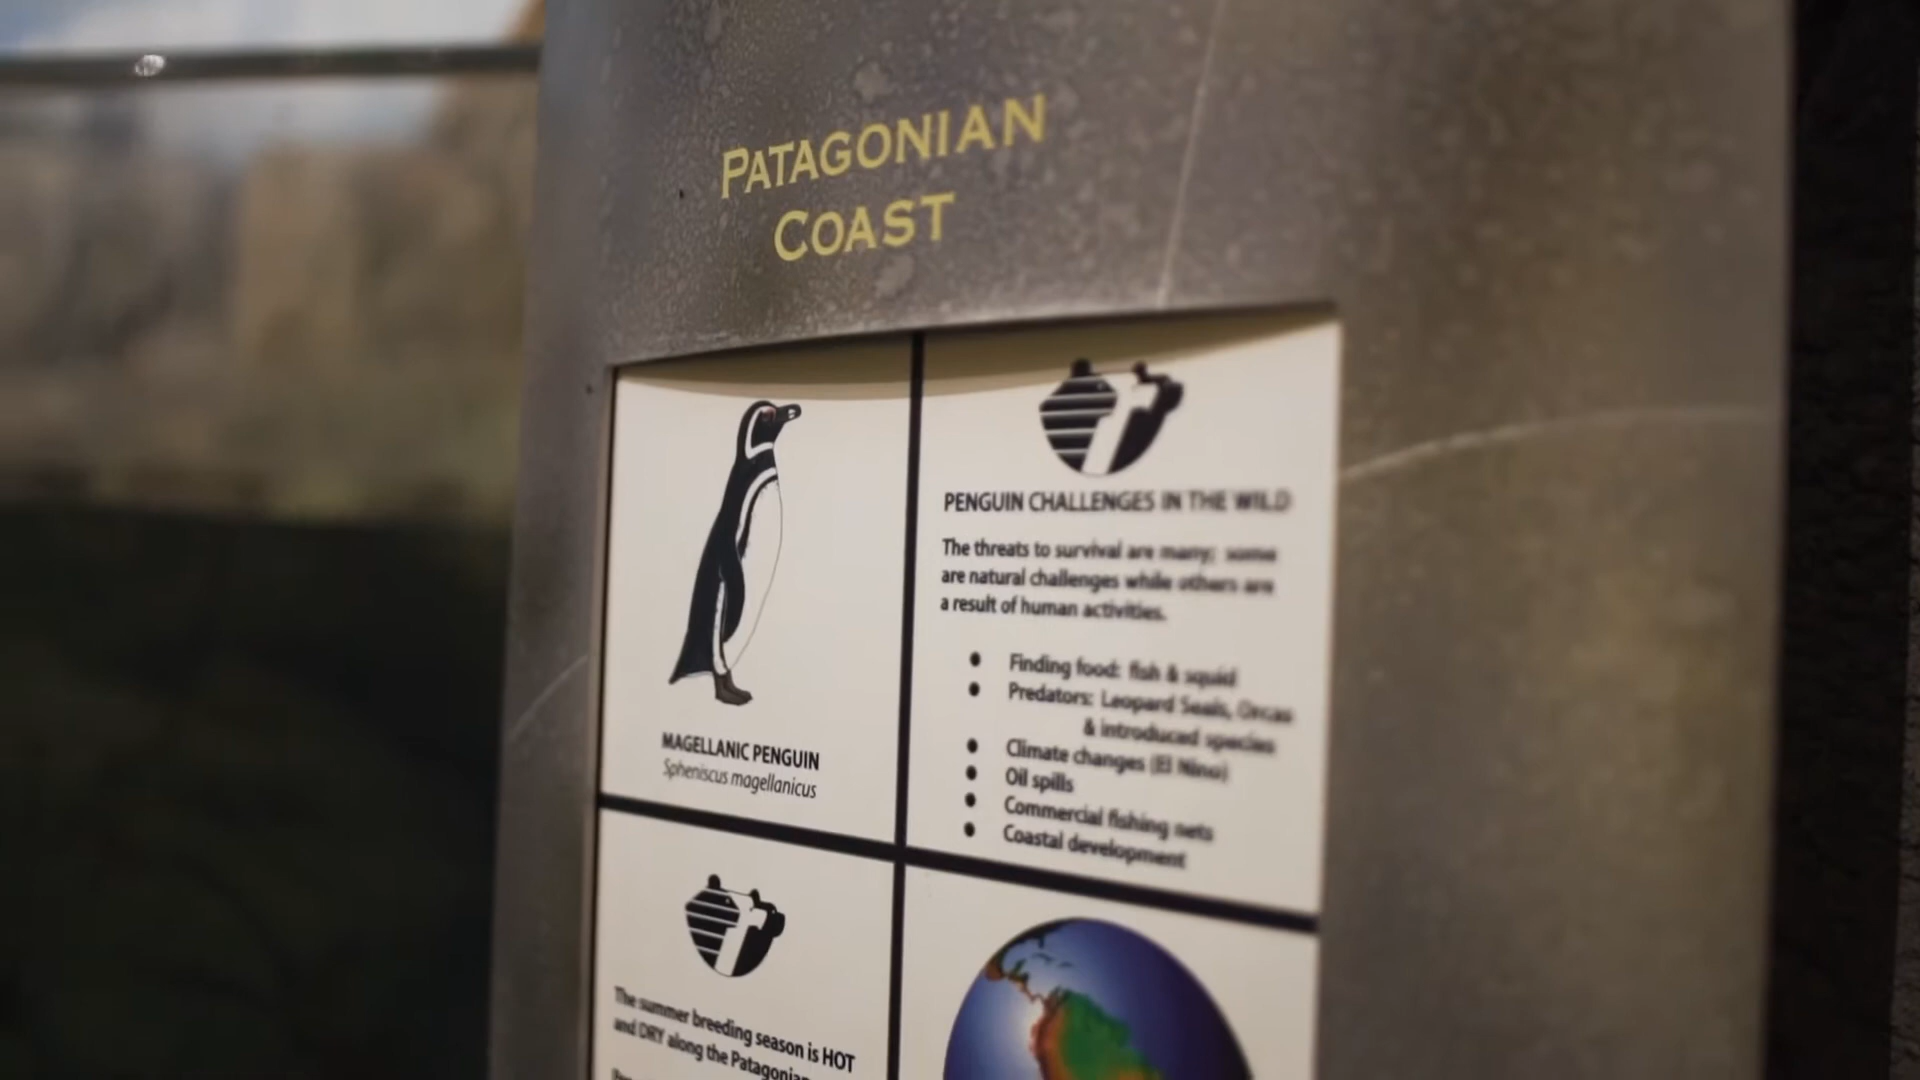 PATAGONIAN
COAST
MAGELLANIC PENGUIN
Spheniscus magellanicus
PENGUIN CHALLENGES IN THE WILD
The threats to survival are many; some
are natural challenges while others are
a result of human activities.
● Finding food: fish & squid
● Predators: Leopard Seals, Orcas
& introduced species
● Climate changes (El Nino)
● Oil spills
● Commercial fishing nets
● Coastal development
The summer breeding season is HOT
and DRY along the Patagonian